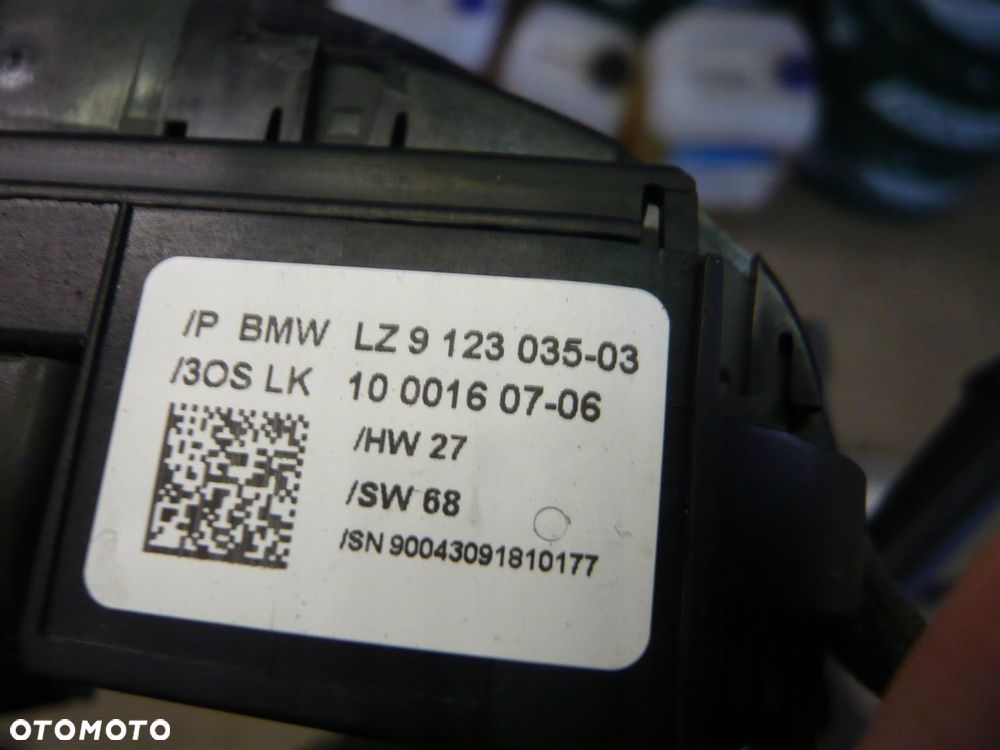 /P BMW LZ 9 123 035-03
/3OS LK 10 0016 07-06
/HW 27
/SW 68
/SN 90043091810177
OTOMOTO